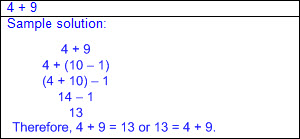 4 + 9
Sample solution:
4 + 9
4 + (10 – 1)
(4 + 10) – 1
14 – 1
13
Therefore, 4 + 9 = 13 or 13 = 4 + 9.